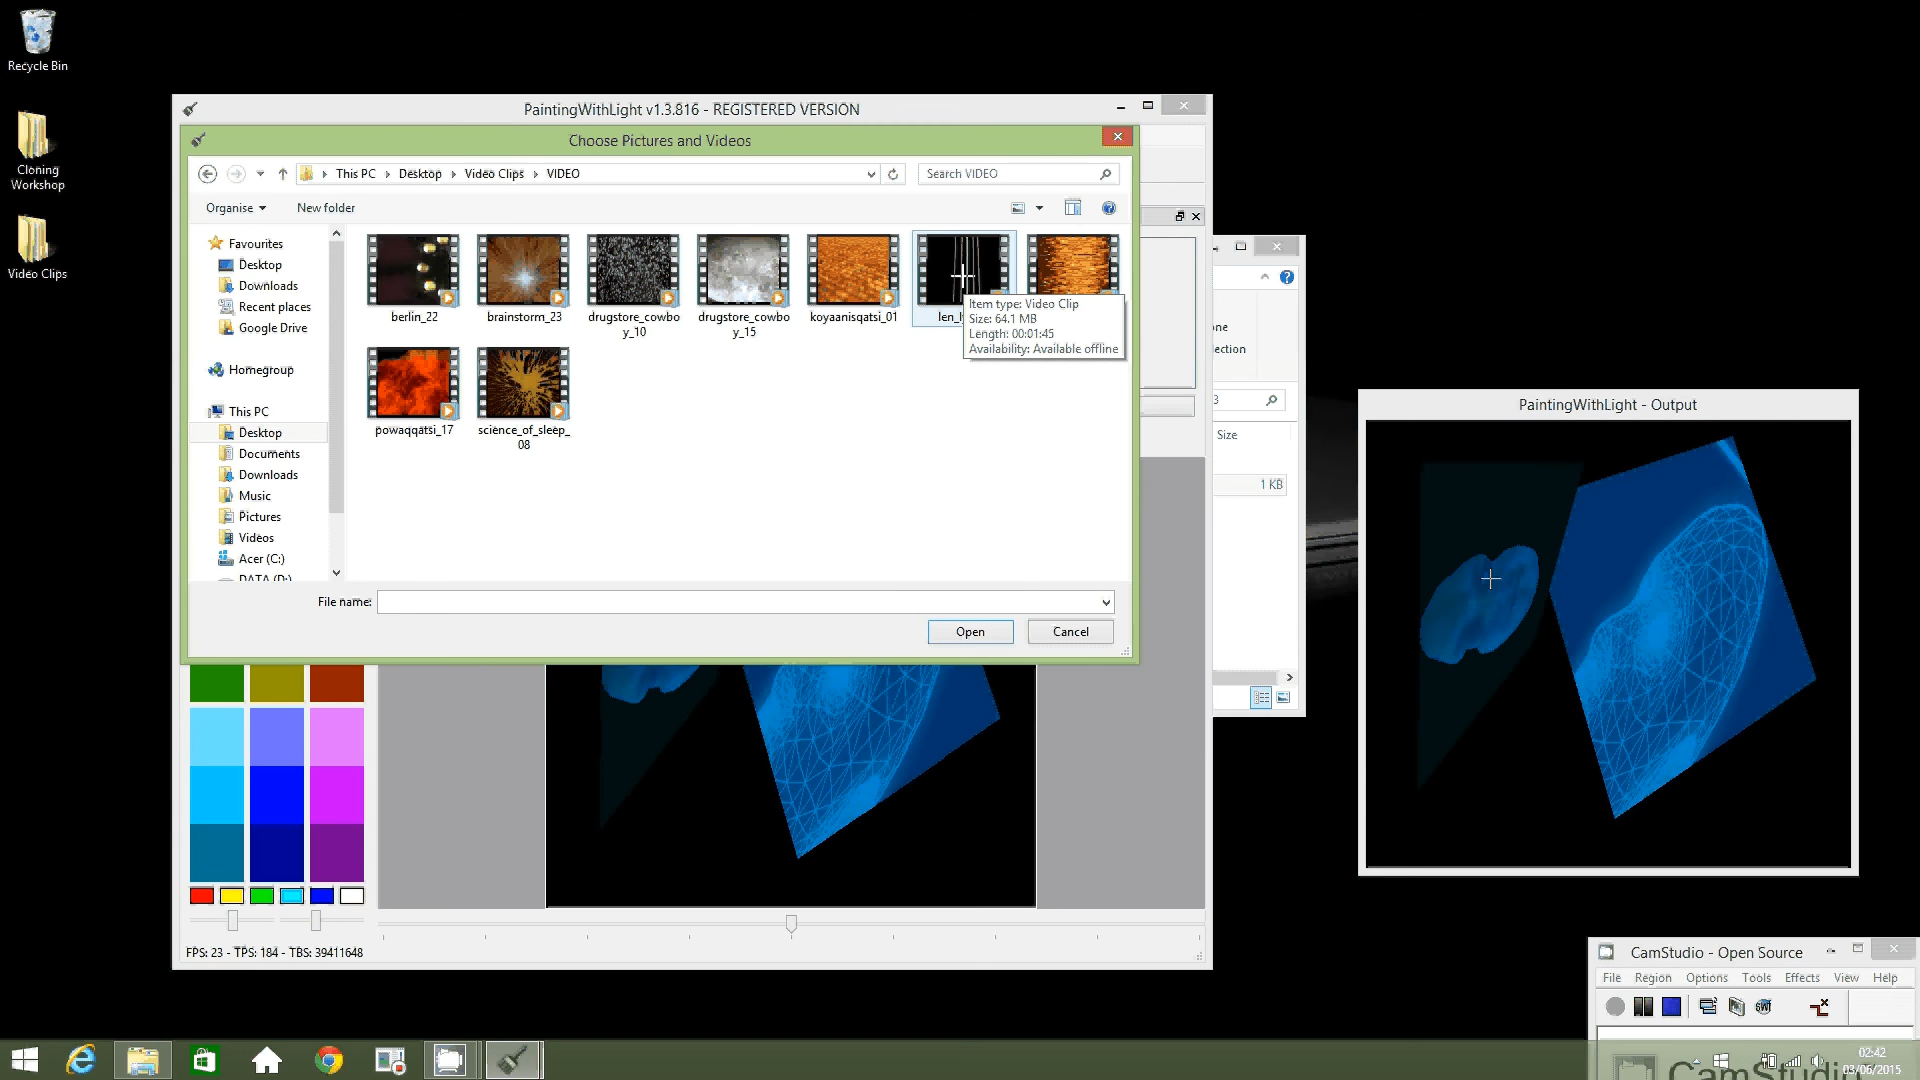 Recycle Bin
Cloning
Workshop
Video Clips
PaintingWithLight v1.3.816 - REGISTERED VERSION
Choose Pictures and Videos
This PC
Desktop
Video Clips
VIDEO
Search VIDEO
Organise
New folder
Favourites
Desktop
Downloads
Recent places
Google Drive
Homegroup
This PC
Desktop
Documents
Downloads
Music
Pictures
Videos
Acer (C:)
DATA (D:)
berlin_22
brainstorm_23
drugstore_cowbo
y_10
drugstore_cowbo
y_15
koyaanisqatsi_01
Item type: Video Clip
Size: 64.1 MB
Length: 00:01:45
Availability: Available offline
powaqqatsi_17
science_of_sleep_
08
File name:
Open
Cancel
Size
1 KB
PaintingWithLight - Output
FPS: 23 - TPS: 184 - TBS: 39411648
CamStudio - Open Source
File Region Options Tools Effects View Help
02:42
03/06/2015